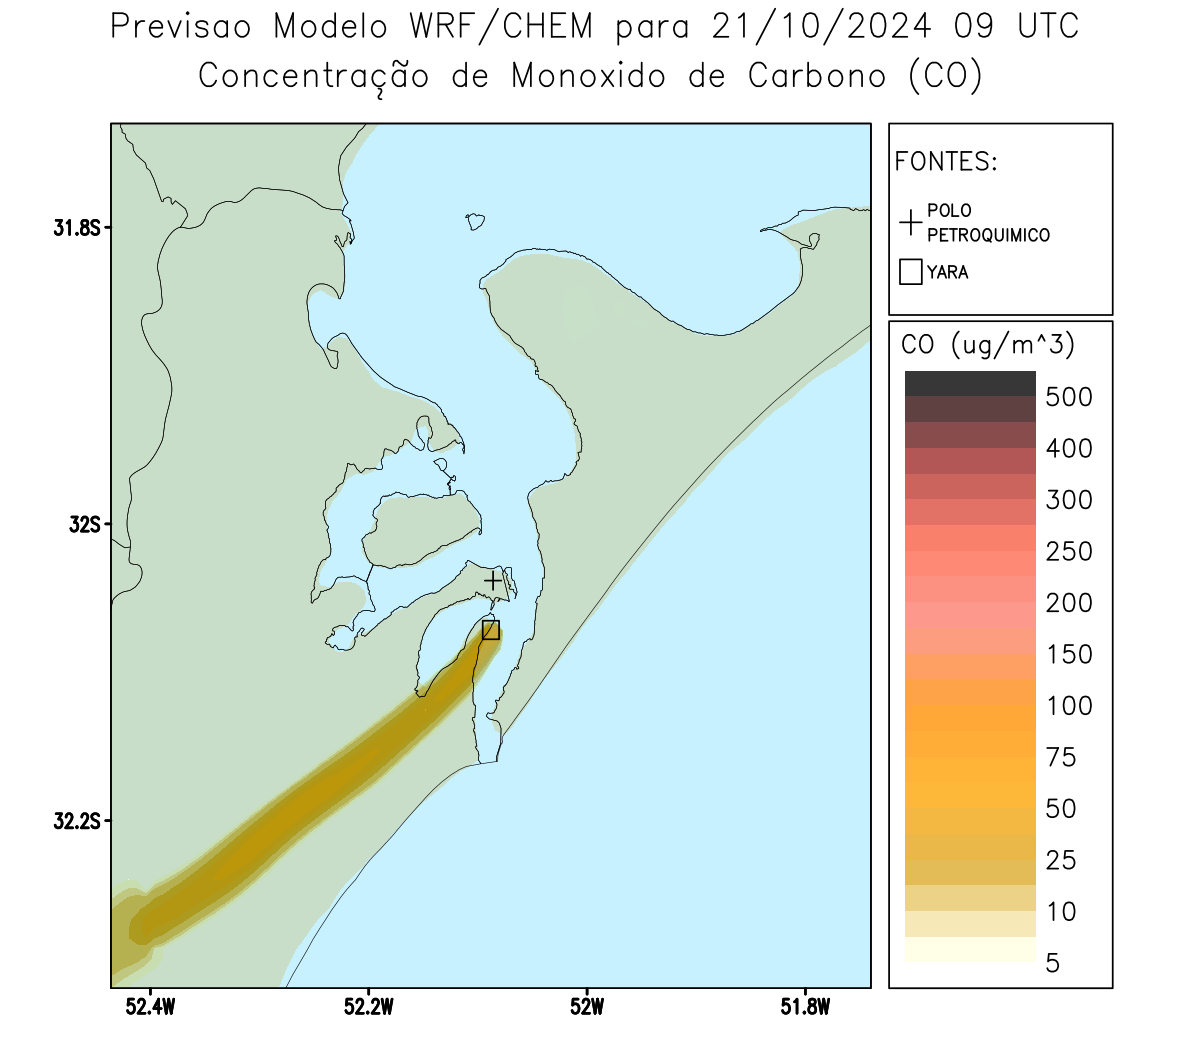 Previsao Modelo WRF/CHEM para 21/10/2024 09 UTC
Concentração de Monoxido de Carbono (CO)
FONTES:
POLO
PETROQUIMICO
YARA
CO (ug/m^3)
500
400
300
250
200
150
100
75
50
25
10
5
31.8S
32S
32.2S
52.4W
52.2W
52W
51.8W